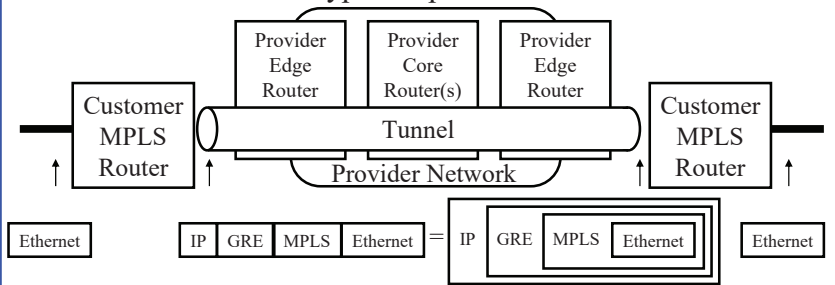 Provider
Edge
Router
Provider
Core
Router(s)
Provider
Edge
Router
Customer
MPLS
Router
Tunnel
Customer
MPLS
Router
Provider Network
Ethernet
IP GRE MPLS Ethernet = IP GRE MPLS Ethernet
Ethernet